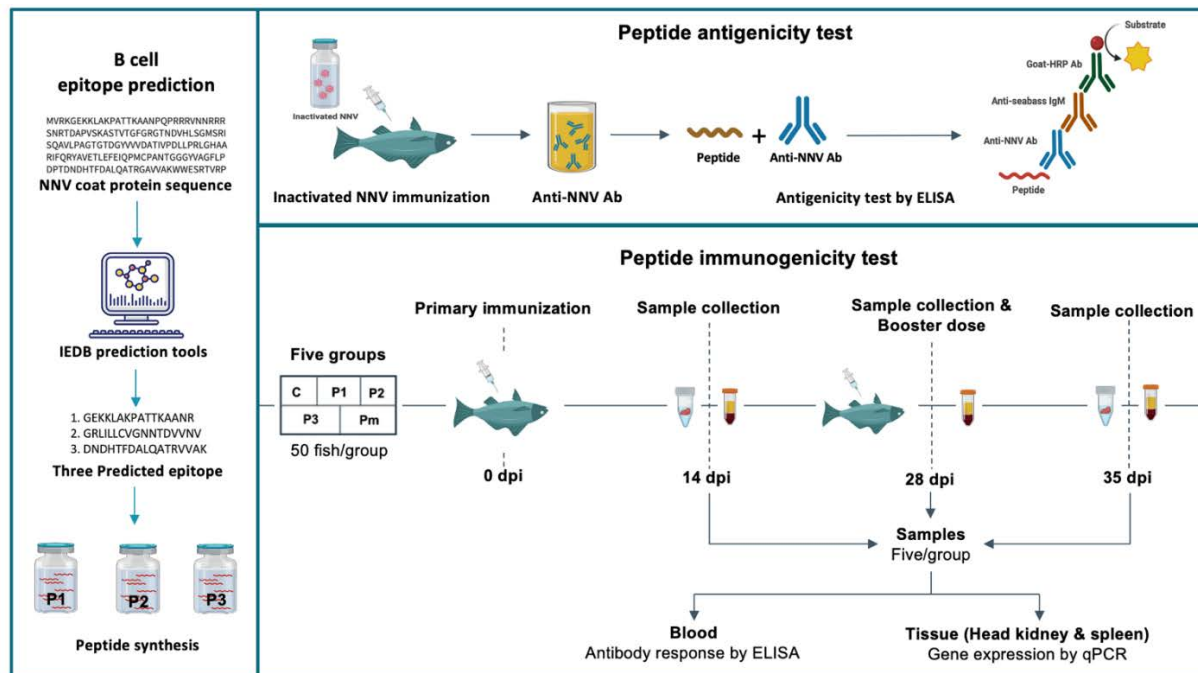 B cell
epitope prediction
MVRKGEKKLAKPATTKAANPQPRRRVNNRRR
SNRTDAPVSKASTVTGFGRGTNDVHLSGMSRI
SQAVLPAGTGTDGYVVVDATIVPDLLPRLGHAA
RIFQRYAVETLEFEIQPMCPANTGGGYVAGFLP
DPTDNDHTFDALQATRGAVVAKWWESRTVRP
NNV coat protein sequence
IEDB prediction tools
1. GEKKLAKPATTKAANR
2. GRLILLCVGNNTDVVNV
3. DNDHTFDALQATRVVAK
Three Predicted epitope
P1
P2
P3
Peptide synthesis
Peptide antigenicity test
Inactivated NNV
Inactivated NNV immunization
Anti-NNV Ab
Peptide
+
Anti-NNV Ab
Antigenicity test by ELISA
Substrate
Goat-HRP Ab
Anti-seabass IgM
Anti-NNV Ab
Peptide
Peptide immunogenicity test
Five groups
C
P1
P2
P3
Pm
50 fish/group
Primary immunization
0 dpi
Sample collection
14 dpi
Sample collection &
Booster dose
28 dpi
Sample collection
35 dpi
Samples
Five/group
Blood
Antibody response by ELISA
Tissue (Head kidney & spleen)
Gene expression by qPCR